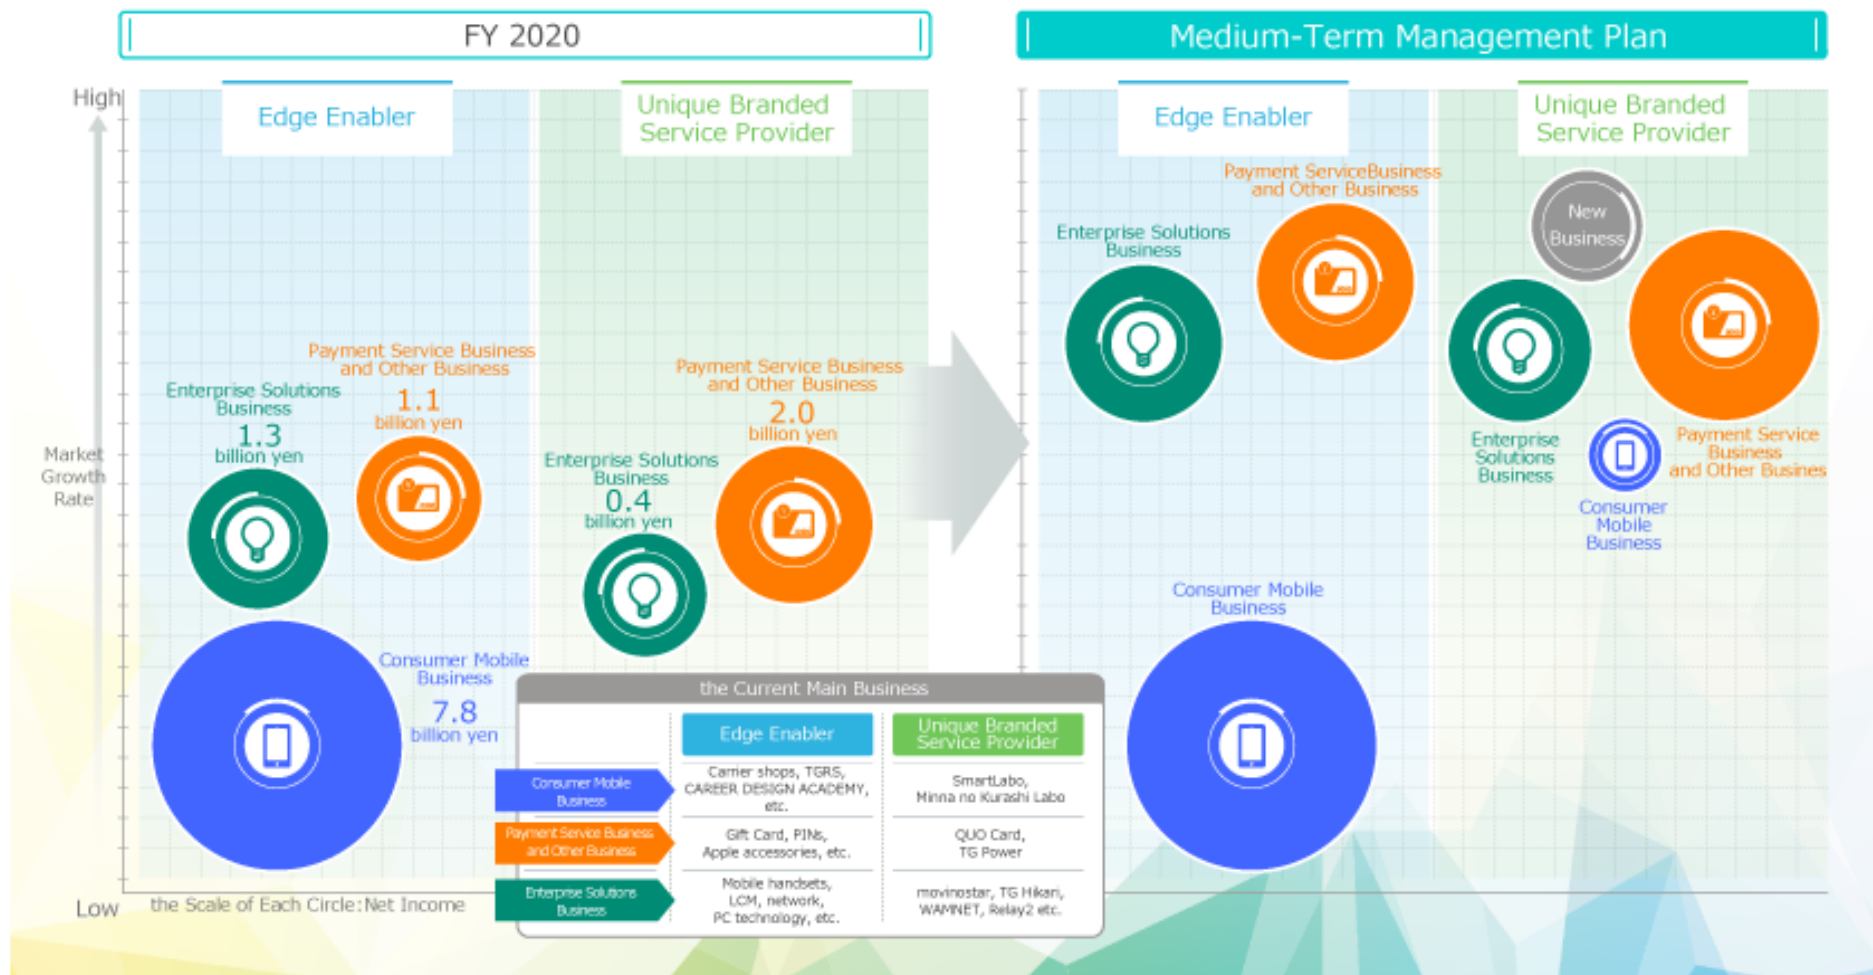 FY 2020
Medium-Term Management Plan
High
Market
Growth
Rate
Low
the Scale of Each Circle:Net Income
Edge Enabler
Unique Branded
Service Provider
Payment Service Business
and Other Business
1.1
billion yen
Enterprise Solutions
Business
1.3
billion yen
Consumer Mobile
Business
7.8
billion yen
Payment Service Business
and Other Business
2.0
billion yen
Enterprise Solutions
Business
0.4
billion yen
Edge Enabler
Unique Branded
Service Provider
Payment ServiceBusiness
and Other Business
Enterprise Solutions
Business
Consumer Mobile
Business
New
Business
Enterprise
Solutions
Business
Payment Service
Business
and Other Busines
Consumer
Mobile
Business
the Current Main Business
Edge Enabler
Unique Branded
Service Provider
Consumer Mobile
Business
Carrier shops, TGRS,
CAREER DESIGN ACADEMY,
etc.
SmartLabo,
Minna no Kurashi Labo
Payment Service Business
and Other Business
Gift Card, PINs,
Apple accessories, etc.
QUO Card,
TG Power
Enterprise Solutions
Business
Mobile handsets,
LCM, network,
PC technology, etc.
movinostar, TG Hikari,
WAMNET, Relay2 etc.